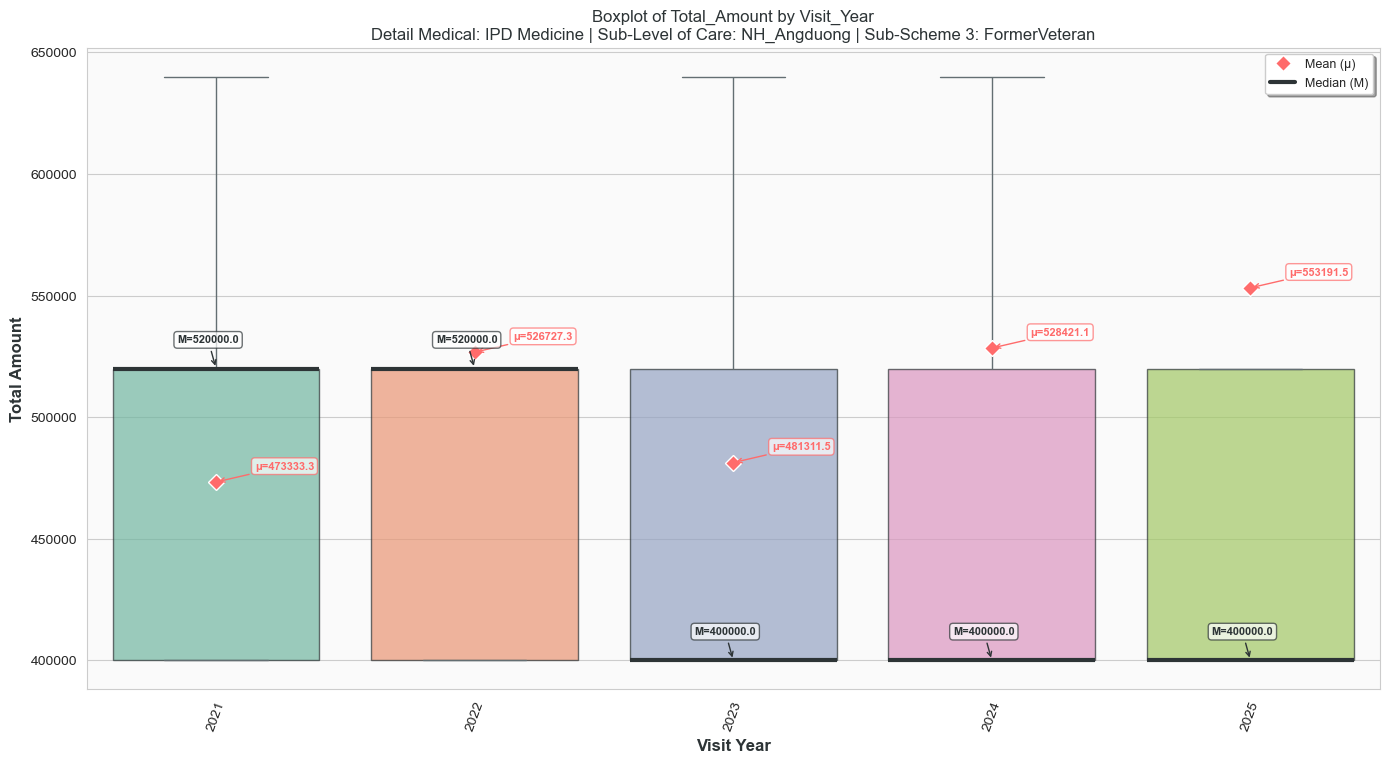 Boxplot of Total_Amount by Visit_Year
Detail Medical: IPD Medicine | Sub-Level of Care: NH_Angduong | Sub-Scheme 3: FormerVeteran
Mean (μ)
Median (M)
Total Amount
650000
600000
550000
500000
450000
400000
M=520000.0
μ=473333.3
M=520000.0
μ=526727.3
μ=481311.5
M=400000.0
μ=528421.1
M=400000.0
μ=553191.5
M=400000.0
2021
2022
2023
2024
2025
Visit Year